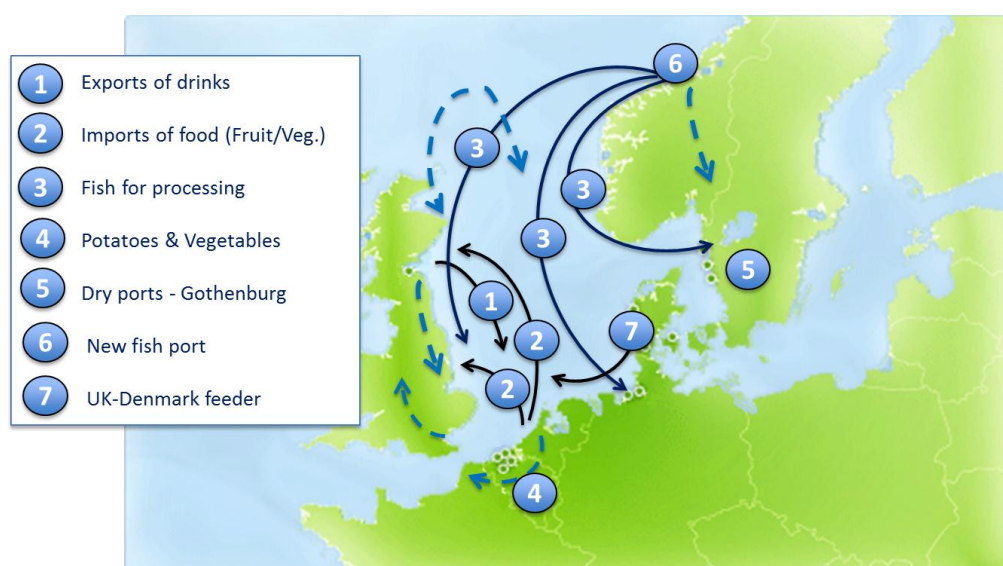 1 Exports of drinks
2 Imports of food (Fruit/Veg.)
3 Fish for processing
4 Potatoes & Vegetables
5 Dry ports - Gothenburg
6 New fish port
7 UK-Denmark feeder
6
3
3
3
5
1
7
2
2
4